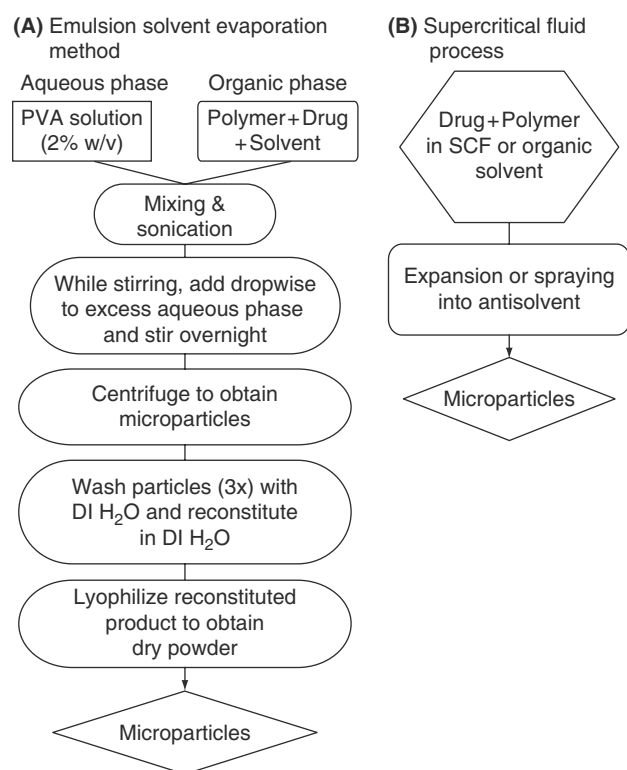 (A) Emulsion solvent evaporation
method
Aqueous phase
Organic phase
PVA solution
(2% w/v)
Polymer+Drug
+Solvent
Mixing &
sonication
While stirring, add dropwise
to excess aqueous phase
and stir overnight
Centrifuge to obtain
microparticles
Wash particles (3x) with
DI H₂O and reconstitute
in DI H₂O
Lyophilize reconstituted
product to obtain
dry powder
Microparticles
(B) Supercritical fluid
process
Drug+Polymer
in SCF or organic
solvent
Expansion or spraying
into antisolvent
Microparticles